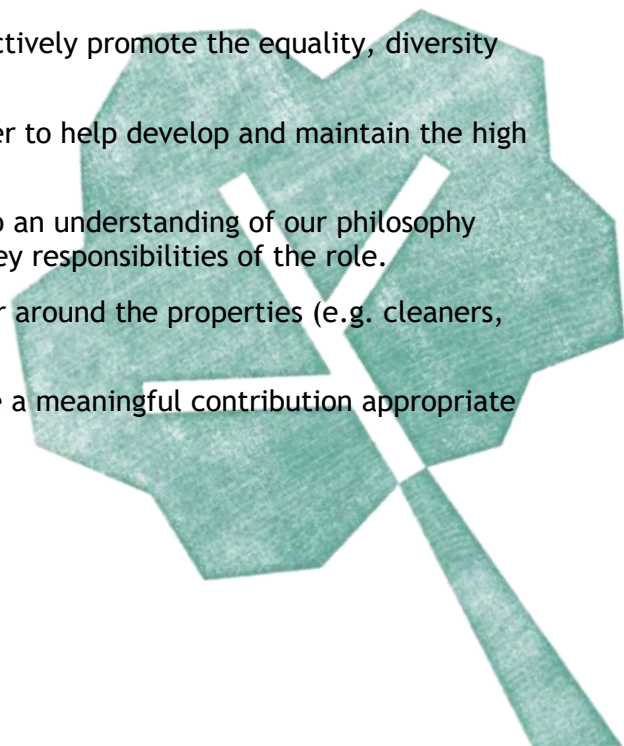 ctively promote the equality, diversity
er to help develop and maintain the high
o an understanding of our philosophy
ey responsibilities of the role.
r around the properties (e.g. cleaners,
e a meaningful contribution appropriate